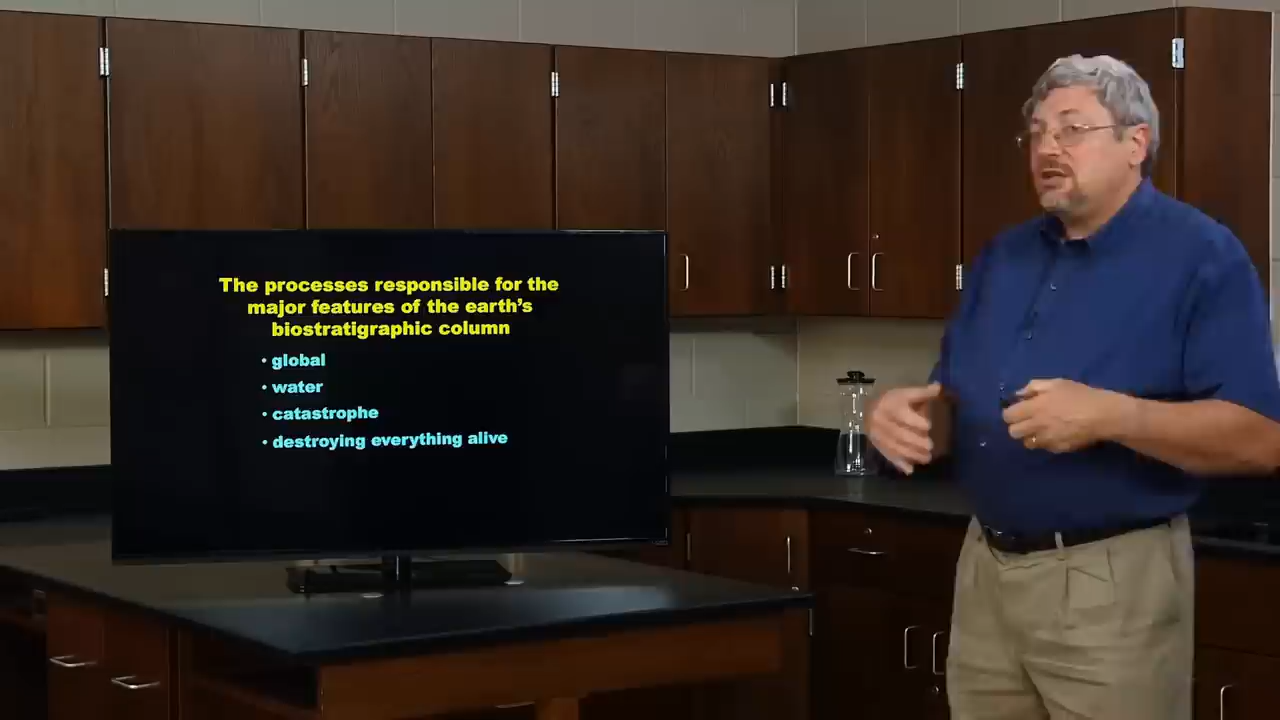 The processes responsible for the
major features of the earth's
biostratigraphic column
• global
• water
• catastrophe
• destroying everything alive